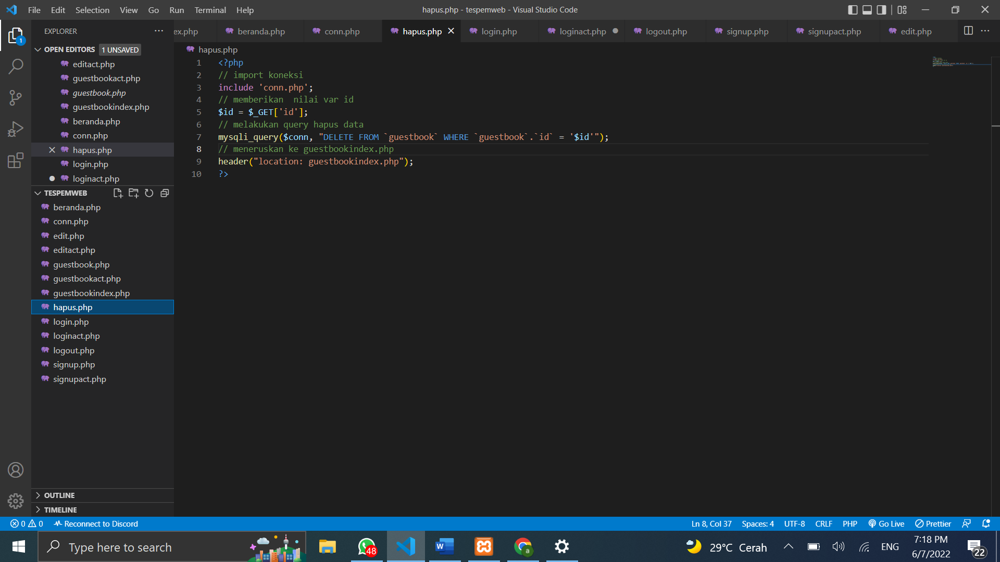 File Edit Selection View Go Run Terminal Help
hapus.php - tespemweb - Visual Studio Code
EXPLORER
ex.php
beranda.php
conn.php
hapus.php
login.php
loginact.php
logout.php
signup.php
signupact.php
edit.php
1
OPEN EDITORS 1 UNSAVED
editact.php
guestbookact.php
guestbook.php
guestbookindex.php
beranda.php
conn.php
hapus.php
login.php
loginact.php
TESPEMWEB
beranda.php
conn.php
edit.php
editact.php
guestbook.php
guestbookact.php
guestbookindex.php
hapus.php
login.php
loginact.php
logout.php
signup.php
signupact.php
OUTLINE
TIMELINE
hapus.php
1 <?php
2 // import koneksi
3 include 'conn.php';
4 // memberikan  nilai var id
5 $id = $_GET['id'];
6 // melakukan query hapus data
7 mysqli_query($conn, "DELETE FROM `guestbook` WHERE `guestbook`.`id` = '$id'");
8 // meneruskan ke guestbookindex.php
9 header("location: guestbookindex.php");
10 ?>
0 0 Reconnect to Discord
Ln 8, Col 37 Spaces: 4 UTF-8 CRLF PHP Go Live Prettier
Type here to search
48
a
29°C Cerah
ENG
7:18 PM
6/7/2022
22